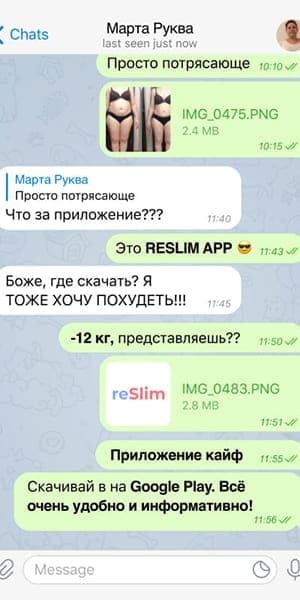 Chats
Марта Руква
last seen just now
Просто потрясающе 10:10
IMG_0475.PNG
2.4 MB
10:15
Марта Руква
Просто потрясающе
Что за приложение???
11:40
Это RESLIM APP 😎 11:43
Боже, где скачать? Я
ТОЖЕ ХОЧУ ПОХУДЕТЬ!!! 11:45
-12 кг, представляешь?? 11:50
reSlim
IMG_0483.PNG
2.8 MB
11:51
Приложение кайф 11:55
Скачивай в на Google Play. Всё
очень удобно и информативно!
11:56
Message